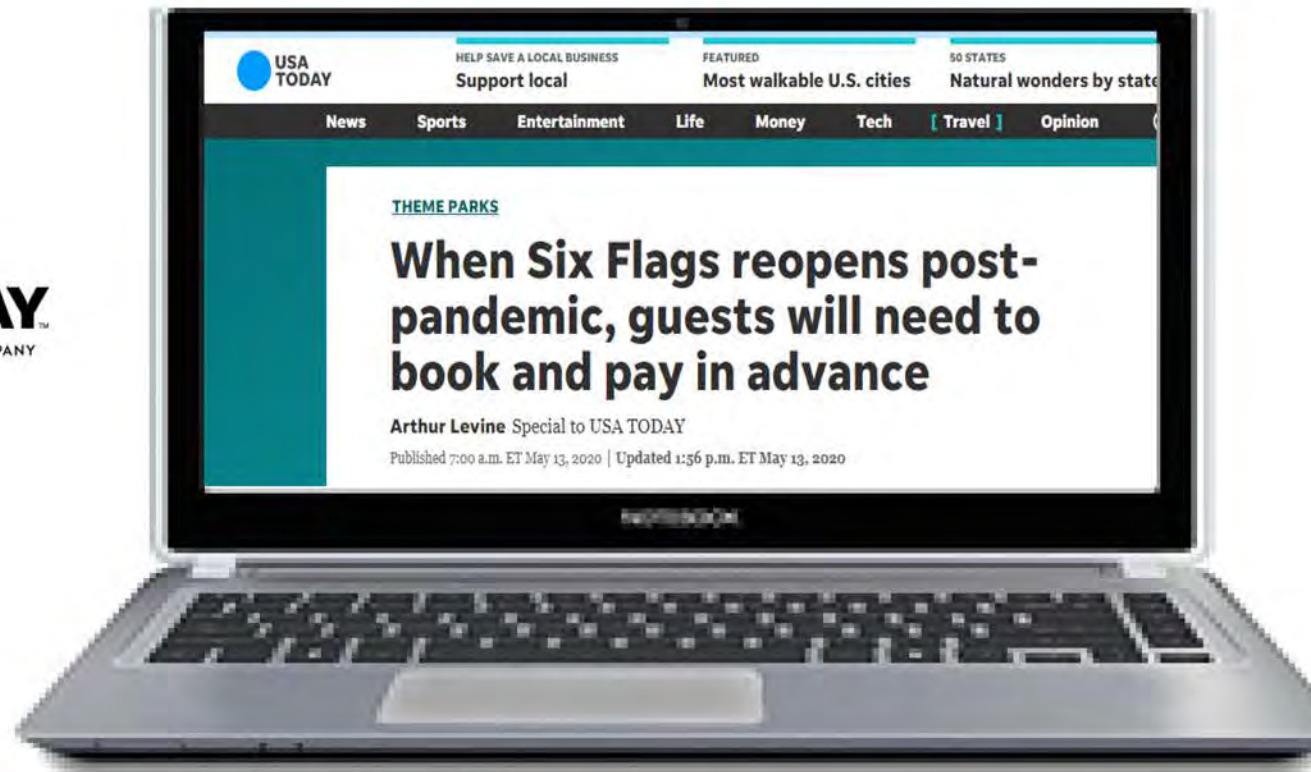 USA
TODAY
HELP SAVE A LOCAL BUSINESS
Support local
FEATURED
Most walkable U.S. cities
50 STATES
Natural wonders by state
News Sports Entertainment Life Money Tech [ Travel ] Opinion
THEME PARKS
When Six Flags reopens post-
pandemic, guests will need to
book and pay in advance
Arthur Levine Special to USA TODAY
Published 7:00 a.m. ET May 13, 2020 | Updated 1:56 p.m. ET May 13, 2020
NOTEBOOK
AY™
PANY